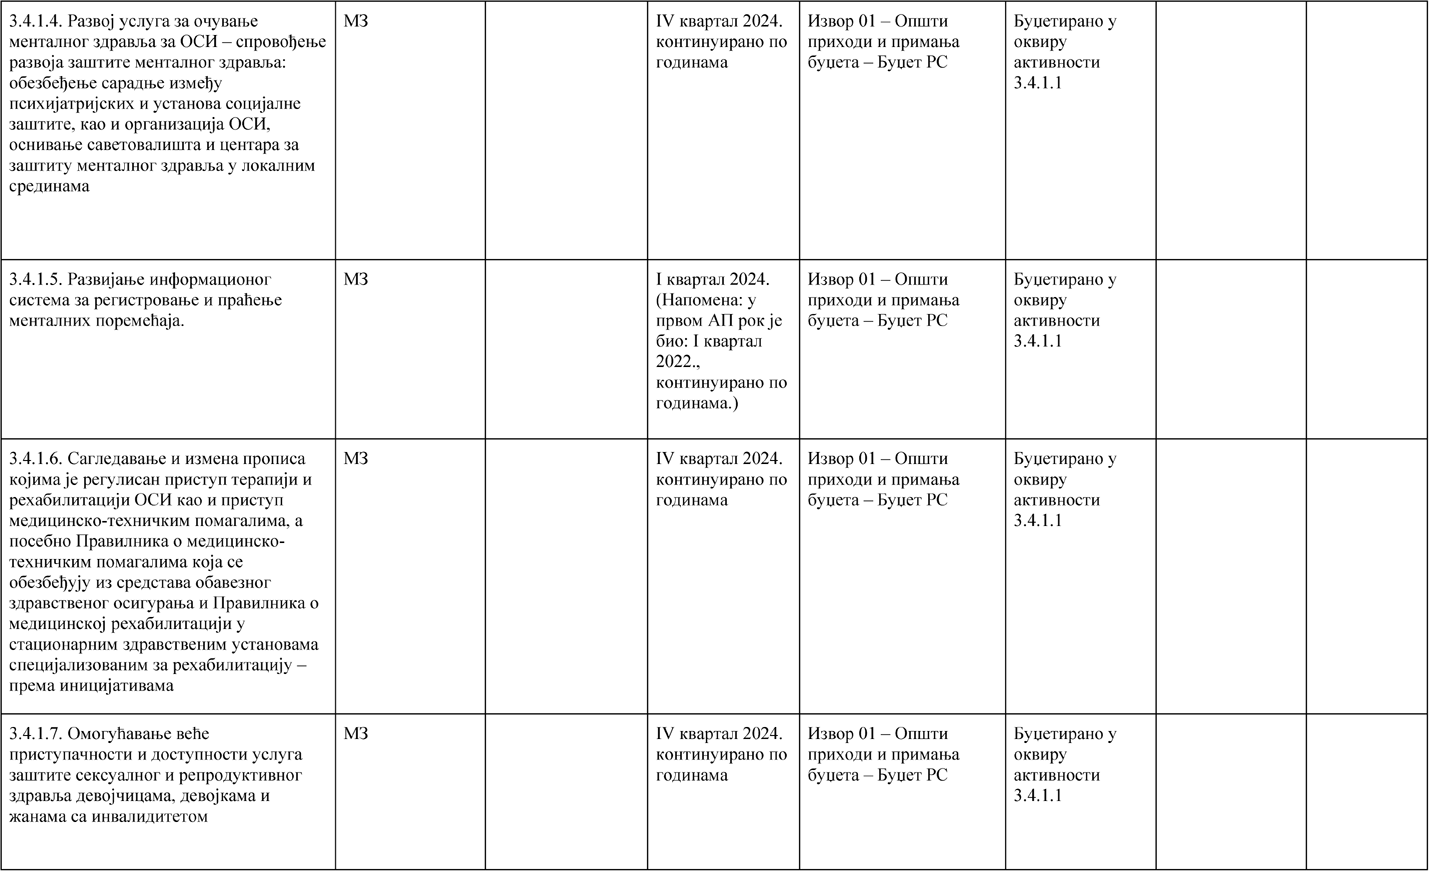 3.4.1.4. Развој услуга за очување
менталног здравља за ОСИ – спровођење
развоја заштите менталног здравља:
обезбеђење сарадње између
психијатријских и установа социјалне
заштите, као и организација ОСИ,
оснивање саветовалишта и центара за
заштиту менталног здравља у локалним
срединама
МЗ
IV квартал 2024.
континуирано по
годинама
Извор 01 – Општи
приходи и примања
буџета – Буџет РС
Буџетирано у
оквиру
активности
3.4.1.1
3.4.1.5. Развијање информационог
система за регистровање и праћење
менталних поремећаја.
МЗ
I квартал 2024.
(Напомена: у
првом АП рок је
био: I квартал
2022.,
континуирано по
годинама.)
Извор 01 – Општи
приходи и примања
буџета – Буџет РС
Буџетирано у
оквиру
активности
3.4.1.1
3.4.1.6. Сагледавање и измена прописа
којима је регулисан приступ терапији и
рехабилитацији ОСИ као и приступ
медицинско-техничким помагалима, а
посебно Правилника о медицинско-
техничким помагалима која се
обезбеђују из средстава обавезног
здравственог осигурања и Правилника о
медицинској рехабилитацији у
стационарним здравственим установама
специјализованим за рехабилитацију –
према иницијативама
МЗ
IV квартал 2024.
континуирано по
годинама
Извор 01 – Општи
приходи и примања
буџета – Буџет РС
Буџетирано у
оквиру
активности
3.4.1.1
3.4.1.7. Омогућавање веће
приступачности и доступности услуга
заштите сексуалног и репродуктивног
здравља девојчицама, девојкама и
жанама са инвалидитетом
МЗ
IV квартал 2024.
континуирано по
годинама
Извор 01 – Општи
приходи и примања
буџета – Буџет РС
Буџетирано у
оквиру
активности
3.4.1.1